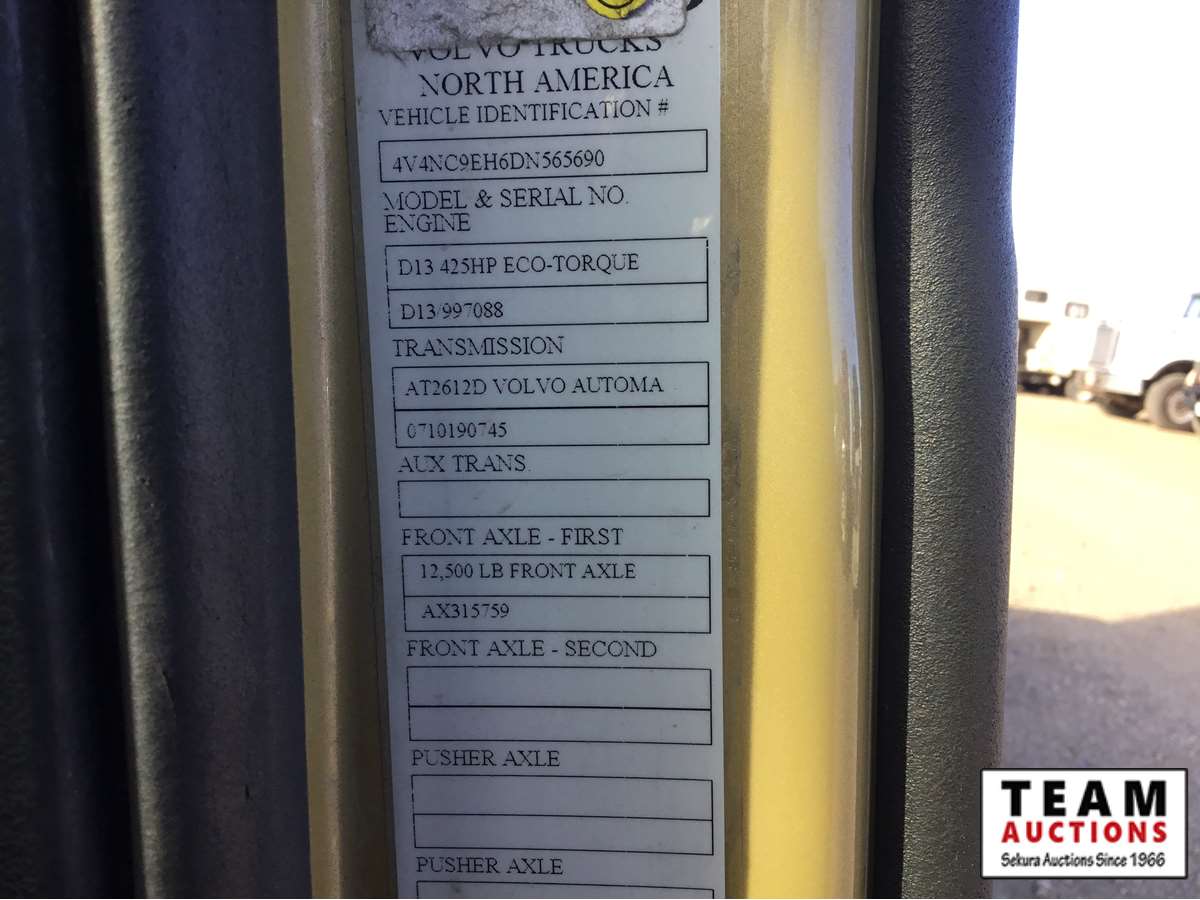 VOLVO TRUCKS
NORTH AMERICA
VEHICLE IDENTIFICATION #
4V4NC9EH6DN565690
MODEL & SERIAL NO.
ENGINE
D13 425HP ECO-TORQUE
D13/997088
TRANSMISSION
AT2612D VOLVO AUTOMA
0710190745
AUX TRANS.
FRONT AXLE - FIRST
12,500 LB FRONT AXLE
AX315759
FRONT AXLE - SECOND
PUSHER AXLE
PUSHER AXLE
TEAM
AUCTIONS
Sekura Auctions Since 1966